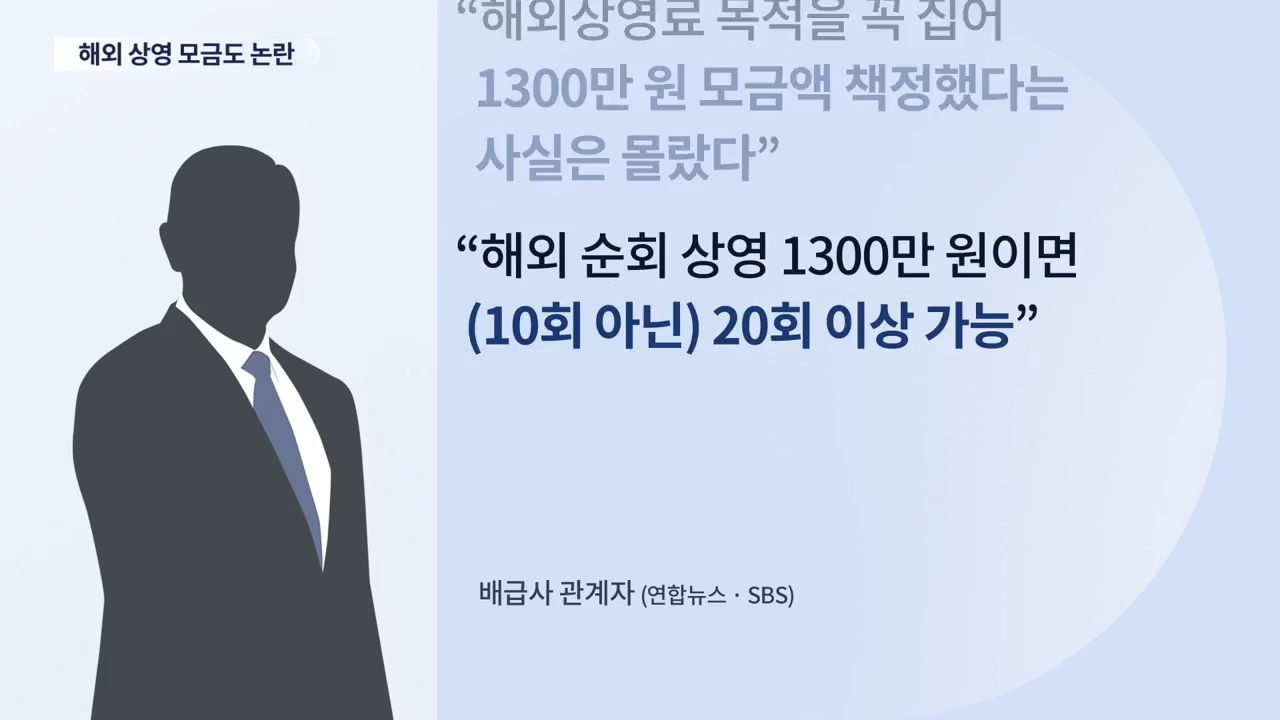 해외 상영 모금도 논란
“해외상영료 목적을 꼭 집어
1300만 원 모금액 책정했다는
사실은 몰랐다”
“해외 순회 상영 1300만 원이면
(10회 아닌) 20회 이상 가능”
배급사 관계자 (연합뉴스 · SBS)